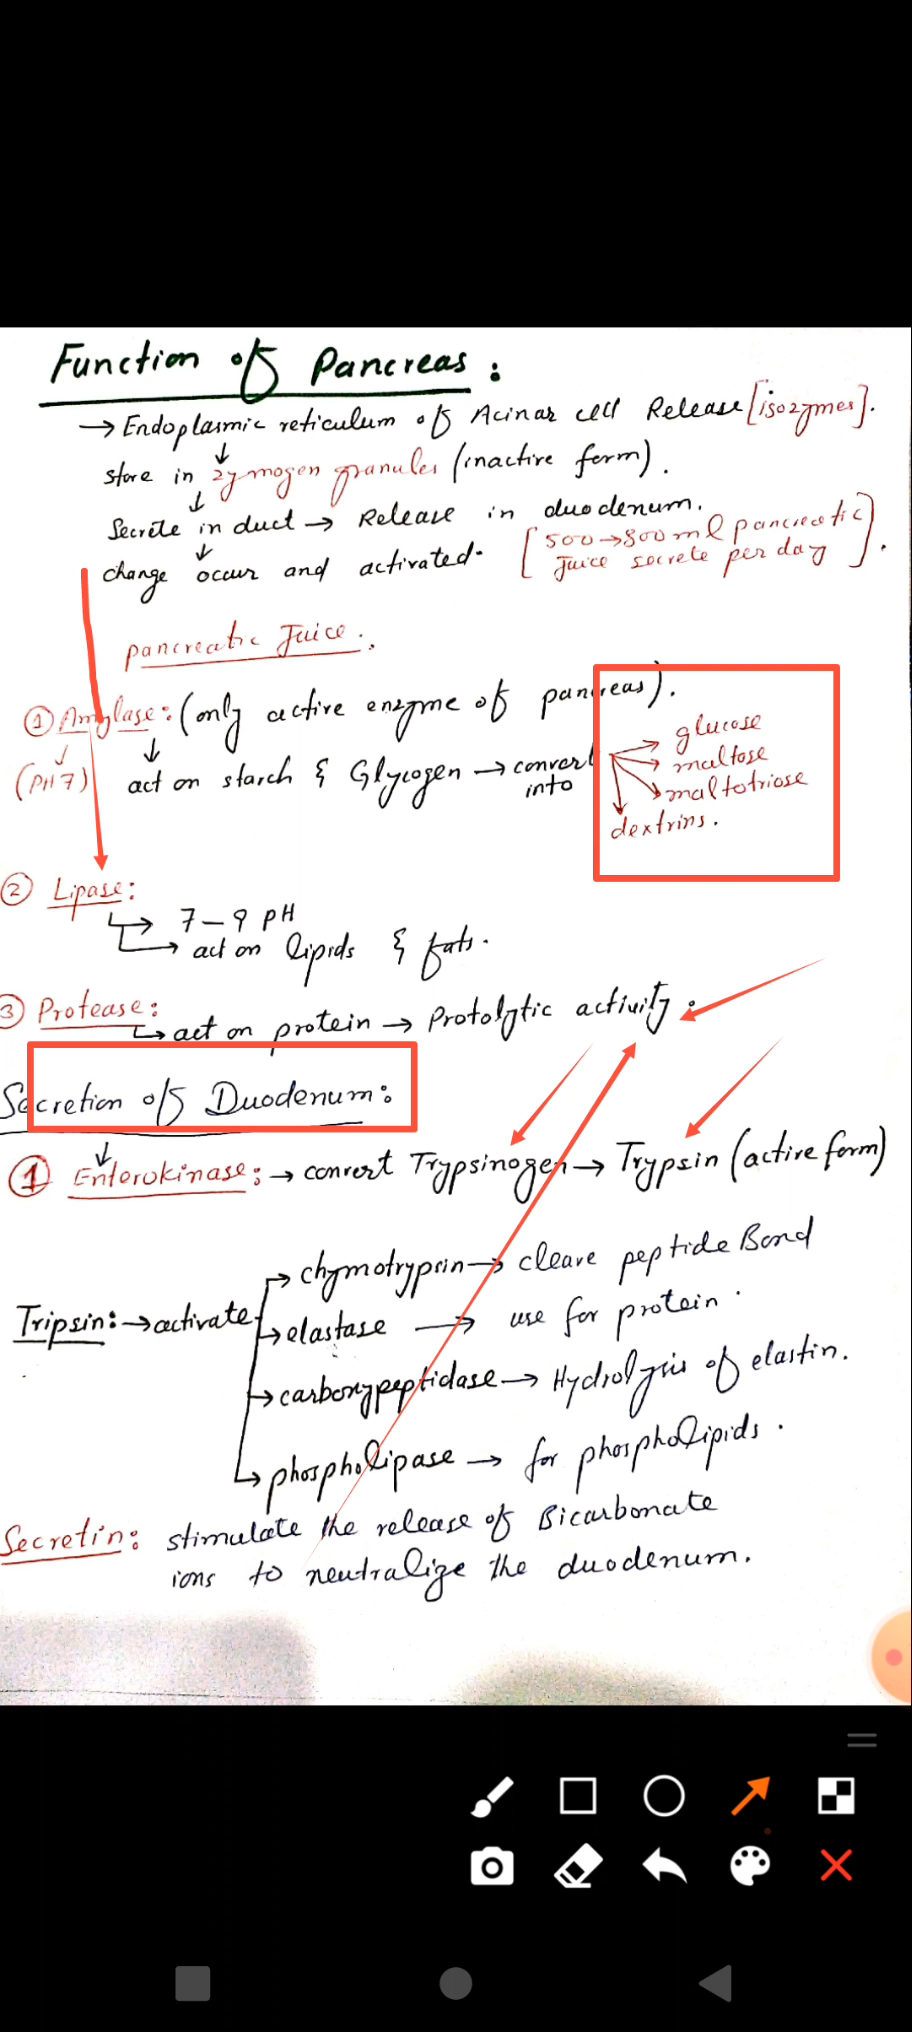 Function of Pancreas :
→ Endoplasmic reticulum of Acinar cell Release [isozymes].
store in zymogen granules (inactive form).
Secrete in duct → Release in duodenum.
change occur and activated. [500→800ml pancreatic
Juice secrete per day].
pancreatic Juice.
① Amylase: (only active enzyme of pancreas).
(PH 7) act on starch & Glycogen → convert into
glucose
maltose
maltotriose
dextrins.
② Lipase:
→ 7–9 PH
→ act on lipids & fats.
③ Protease:
→ act on protein → Protolytic activity.
Secretion of Duodenum:
① Enterokinase: → convert Trypsinogen → Trypsin (active form)
Tripsin: → activate
→ chymotrypsin → cleave peptide Bond
→ elastase → use for protein.
→ carboxypeptidase → Hydrolysis of elastin.
→ phospholipase → for phospholipids.
Secretin: stimulate the release of Bicarbonate
ions to neutralize the duodenum.